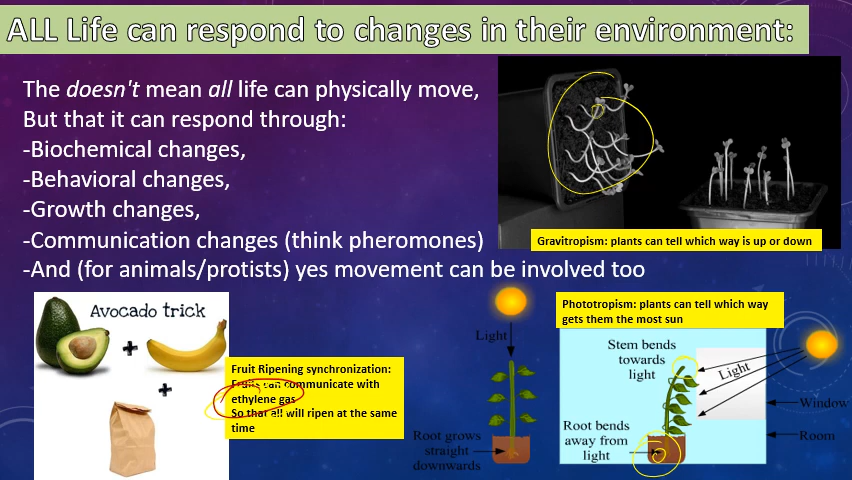 ALL Life can respond to changes in their environment:
The doesn't mean all life can physically move,
But that it can respond through:
-Biochemical changes,
-Behavioral changes,
-Growth changes,
-Communication changes (think pheromones)
-And (for animals/protists) yes movement can be involved too
Gravitropism: plants can tell which way is up or down
Avocado trick
+
+
Fruit Ripening synchronization:
Fruits can communicate with
ethylene gas
So that all will ripen at the same
time
Light
Root grows
straight
downwards
Phototropism: plants can tell which way
gets them the most sun
Stem bends
towards
light
Light
Window
Root bends
away from
light
Room